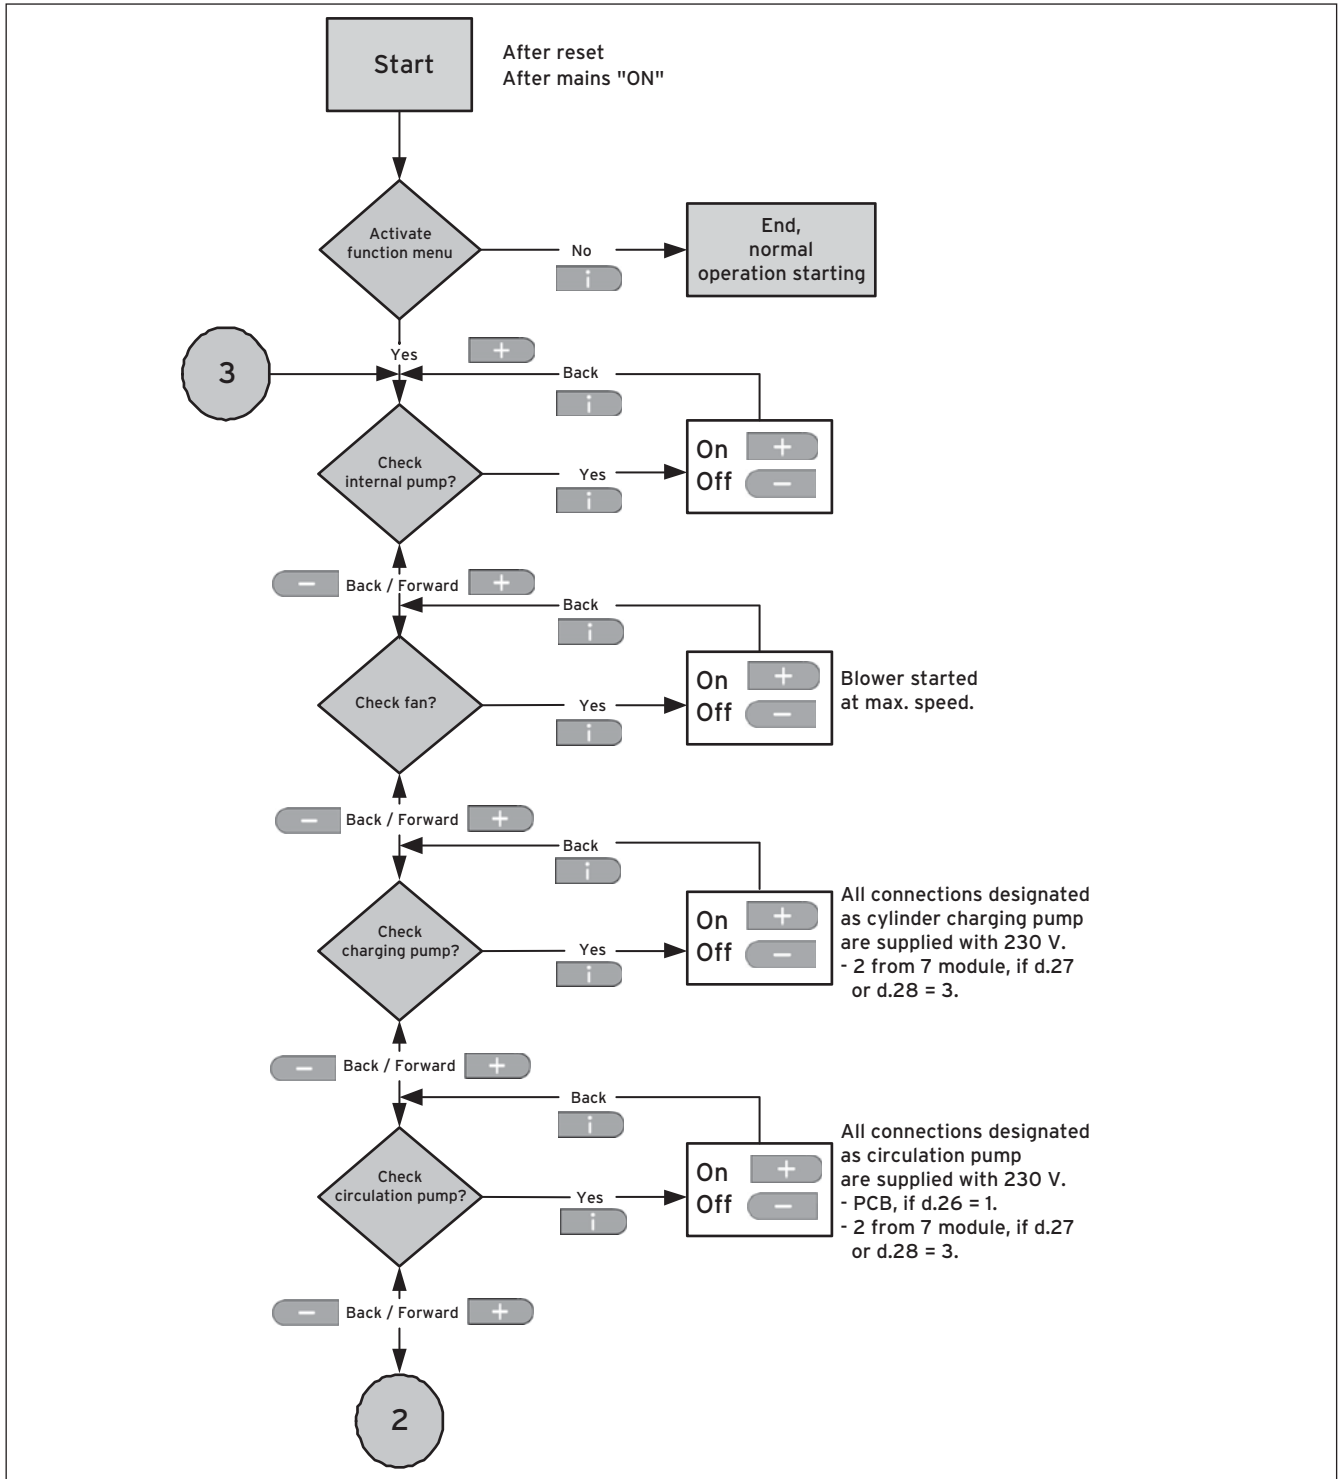 Start
After reset
After mains "ON"
Activate
function menu
No
i
End,
normal
operation starting
Yes
+
3
Back
i
Check
internal pump?
Yes
i
On +
Off −
− Back / Forward +
Back
i
Check fan?
Yes
i
On +
Off −
Blower started
at max. speed.
− Back / Forward +
Back
i
Check
charging pump?
Yes
i
On +
Off −
All connections designated
as cylinder charging pump
are supplied with 230 V.
- 2 from 7 module, if d.27
or d.28 = 3.
− Back / Forward +
Back
i
Check
circulation pump?
Yes
i
On +
Off −
All connections designated
as circulation pump
are supplied with 230 V.
- PCB, if d.26 = 1.
- 2 from 7 module, if d.27
or d.28 = 3.
− Back / Forward +
2